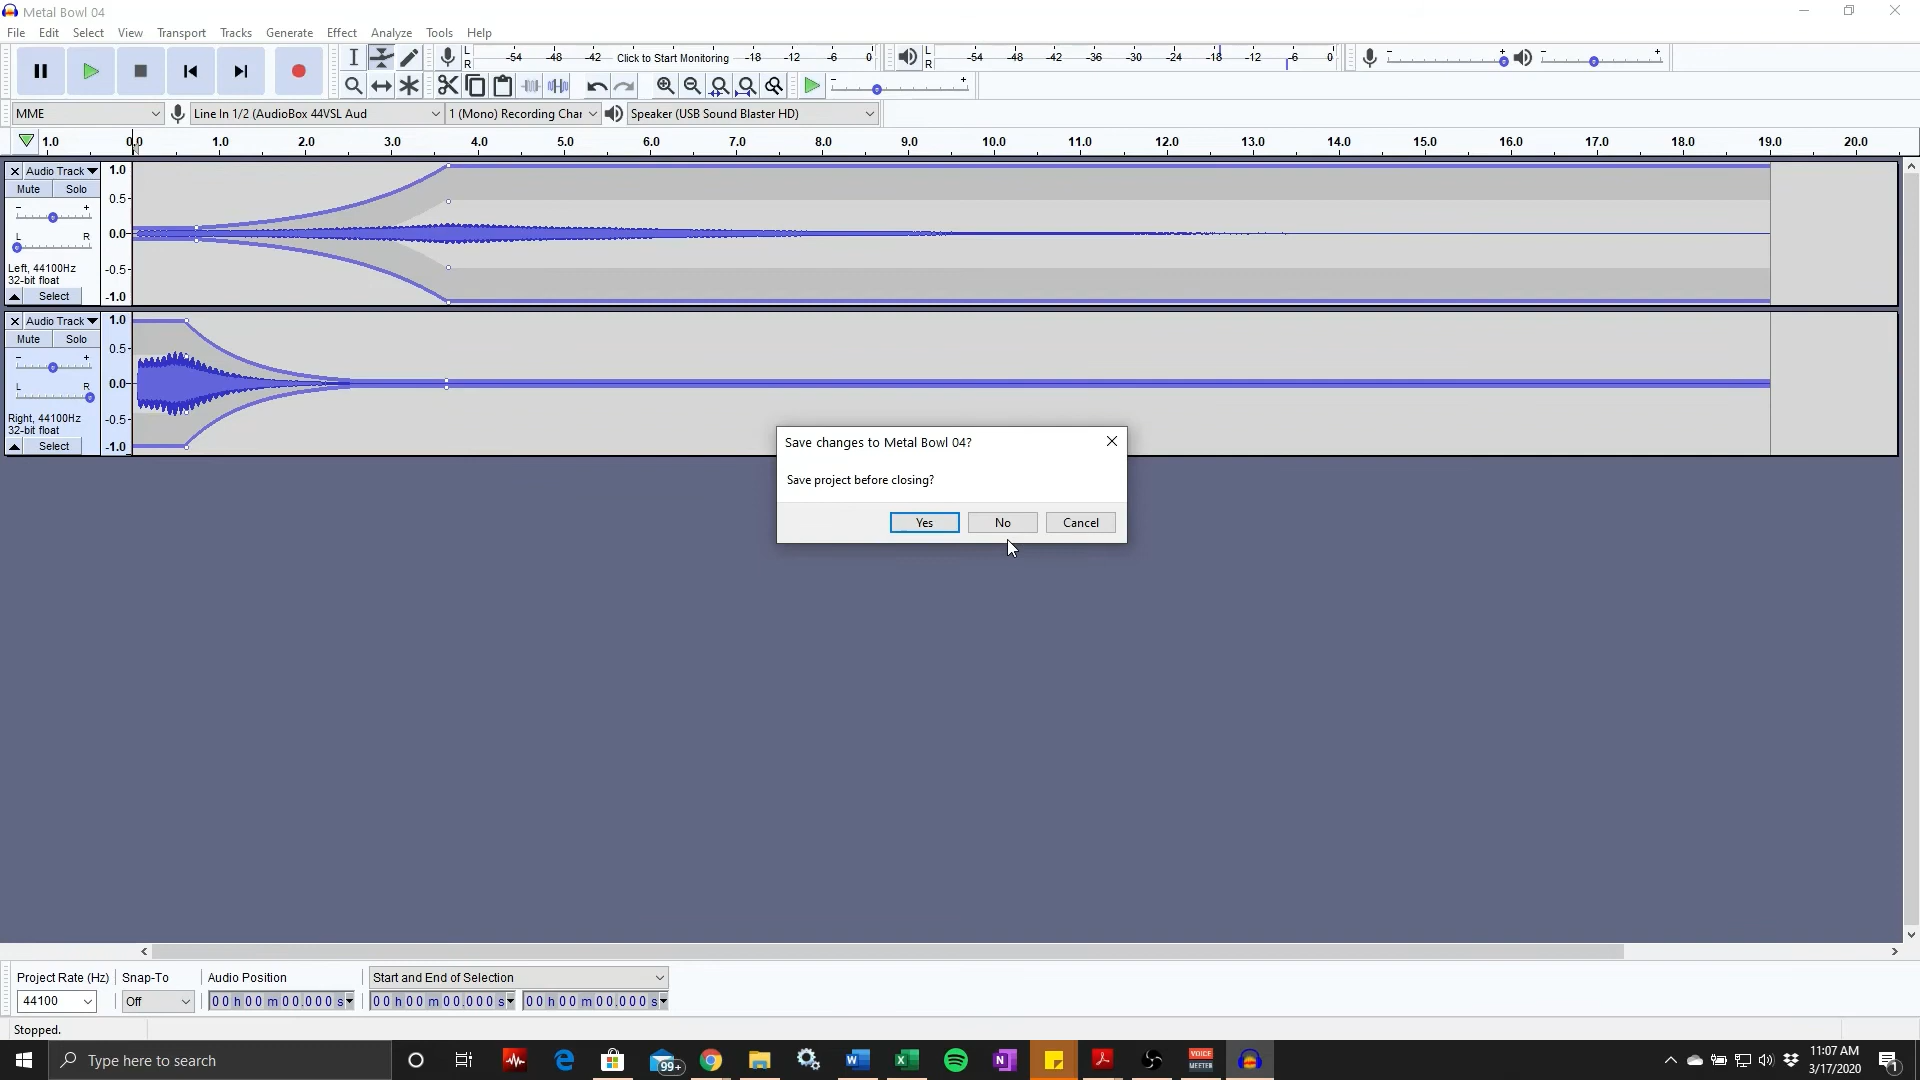 Metal Bowl 04
File Edit Select View Transport Tracks Generate Effect Analyze Tools Help
L R -54 -48 -42 Click to Start Monitoring -18 -12 -6 0
L R -54 -48 -42 -36 -30 -24 -18 -12 -6 0
- +
- +
- +
MME Line In 1/2 (AudioBox 44VSL Aud 1 (Mono) Recording Char Speaker (USB Sound Blaster HD)
1.0 0.0 1.0 2.0 3.0 4.0 5.0 6.0 7.0 8.0 9.0 10.0 11.0 12.0 13.0 14.0 15.0 16.0 17.0 18.0 19.0 20.0
Audio Track 1.0
Mute Solo
- + 0.5
0.0
L R
Left, 44100Hz -0.5
32-bit float
Select -1.0
Audio Track 1.0
Mute Solo
- + 0.5
0.0
L R
Right, 44100Hz -0.5
32-bit float
Select -1.0
Save changes to Metal Bowl 04?
Save project before closing?
Yes No Cancel
Project Rate (Hz) Snap-To Audio Position Start and End of Selection
44100 Off 00 h 00 m 00.000 s 00 h 00 m 00.000 s 00 h 00 m 00.000 s
Stopped.
Type here to search
99+
VOICE
MEETER
11:07 AM
3/17/2020
1